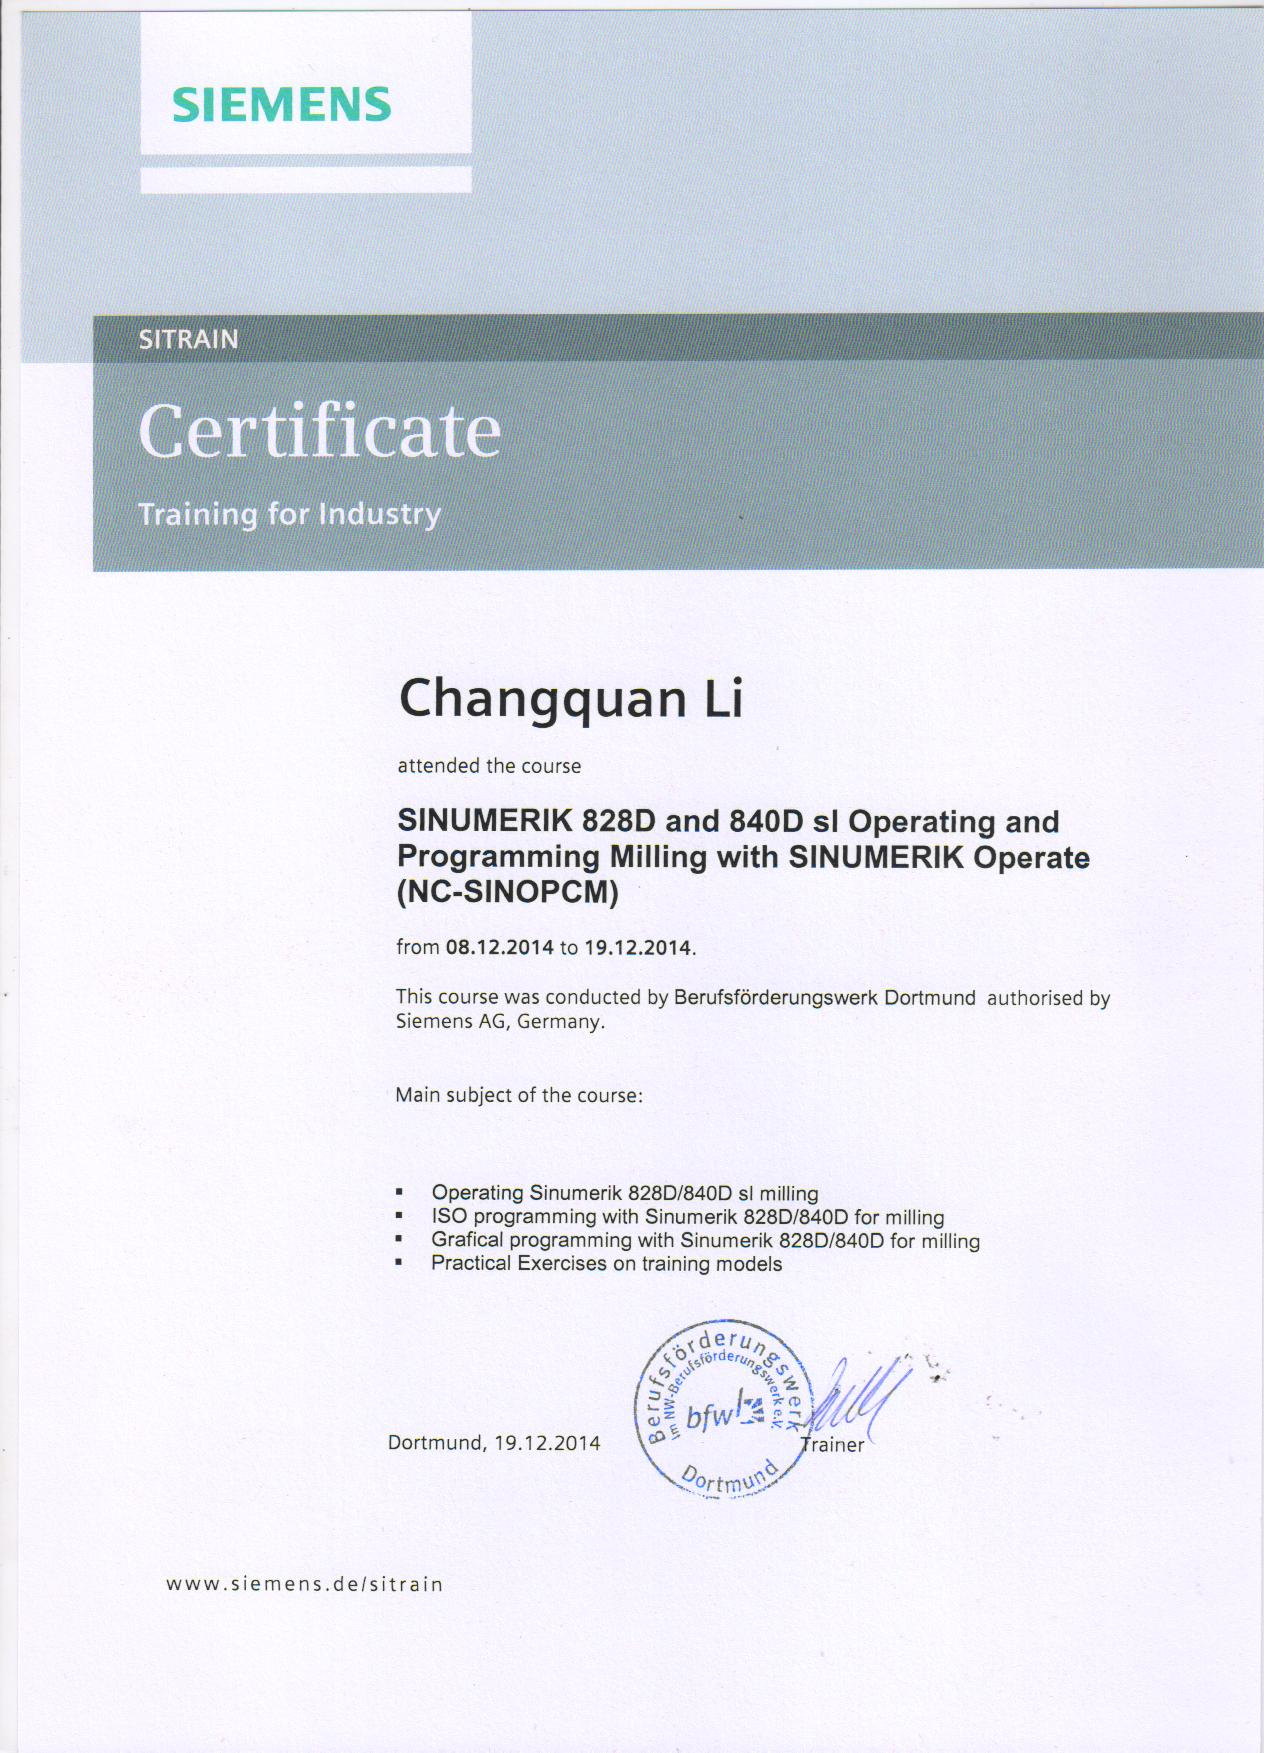 SIEMENS
SITRAIN
Certificate
Training for Industry
Changquan Li
attended the course
SINUMERIK 828D and 840D sl Operating and
Programming Milling with SINUMERIK Operate
(NC-SINOPCM)
from 08.12.2014 to 19.12.2014.
This course was conducted by Berufsförderungswerk Dortmund authorised by
Siemens AG, Germany.
Main subject of the course:
▪ Operating Sinumerik 828D/840D sl milling
▪ ISO programming with Sinumerik 828D/840D for milling
▪ Grafical programming with Sinumerik 828D/840D for milling
▪ Practical Exercises on training models
Berufsförderungswerk
im NW-Berufsförderungswerk e.V.
bfw
Dortmund
Dortmund, 19.12.2014
Trainer
www.siemens.de/sitrain